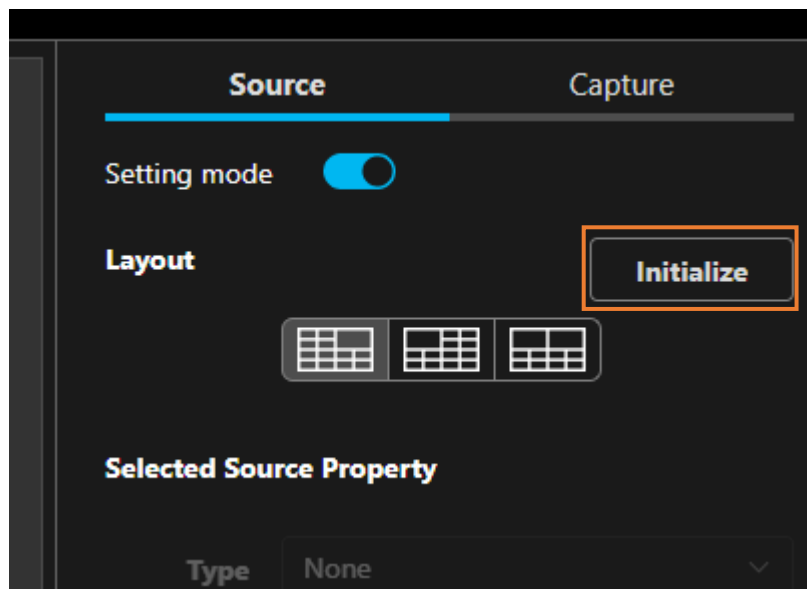 Source Capture
Setting mode
Layout
Initialize
Selected Source Property
Type None